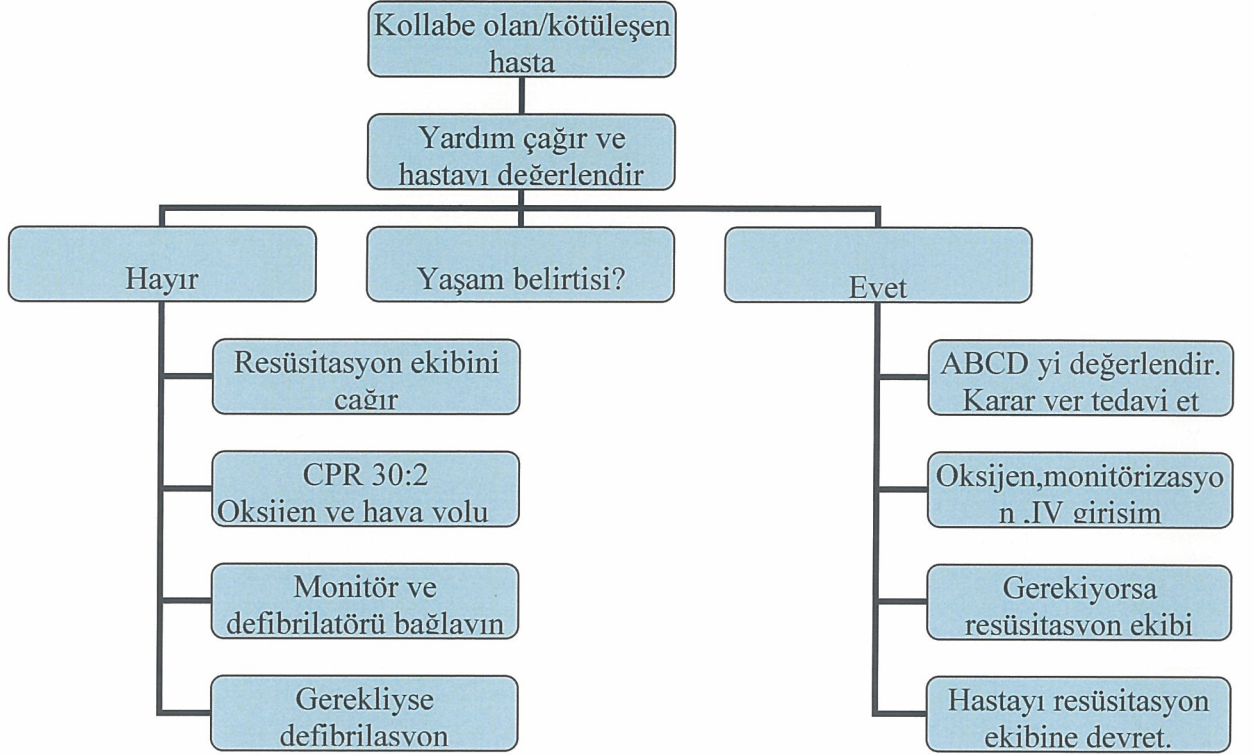 Kollabe olan/kötüleşen
hasta
Yardım çağır ve
hastayı değerlendir
Hayır
Yaşam belirtisi?
Evet
Resüsitasyon ekibini
çağır
CPR 30:2
Oksijen ve hava yolu
Monitör ve
defibrilatörü bağlayın
Gerekliyse
defibrilasyon
ABCD yi değerlendir.
Karar ver tedavi et
Oksijen,monitörizasyo
n ,IV girişim
Gerekiyorsa
resüsitasyon ekibi
Hastayı resüsitasyon
ekibine devret.